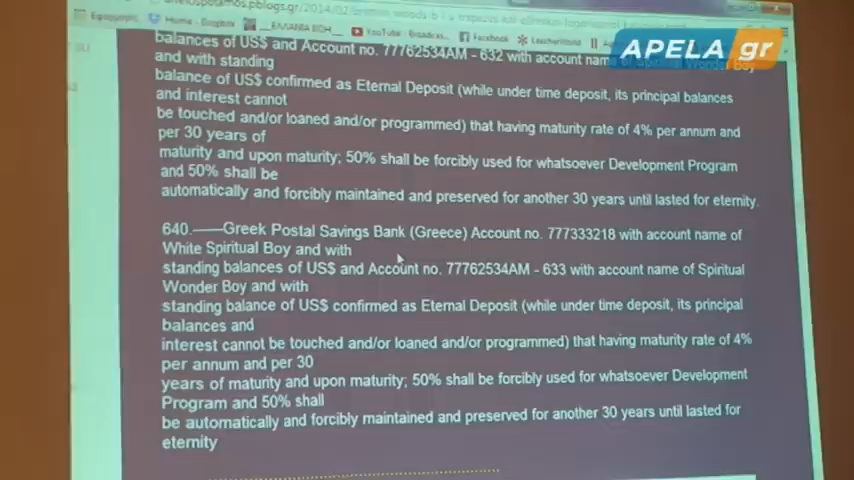 pblogs.gr/2014/02/
Dropbox
YouTube
Facebook
APELA gr
balances of US$ and Account no. 77762534AM - 632 with account name of
and with standing
balance of US$ confirmed as Eternal Deposit (while under time deposit, its principal balances
and interest cannot
be touched and/or loaned and/or programmed) that having maturity rate of 4% per annum and
per 30 years of
maturity and upon maturity; 50% shall be forcibly used for whatsoever Development Program
and 50% shall be
automatically and forcibly maintained and preserved for another 30 years until lasted for eternity.
640.——Greek Postal Savings Bank (Greece) Account no. 777333218 with account name of
White Spiritual Boy and with
standing balances of US$ and Account no. 77762534AM - 633 with account name of Spiritual
Wonder Boy and with
standing balance of US$ confirmed as Eternal Deposit (while under time deposit, its principal
balances and
interest cannot be touched and/or loaned and/or programmed) that having maturity rate of 4%
per annum and per 30
years of maturity and upon maturity; 50% shall be forcibly used for whatsoever Development
Program and 50% shall
be automatically and forcibly maintained and preserved for another 30 years until lasted for
eternity